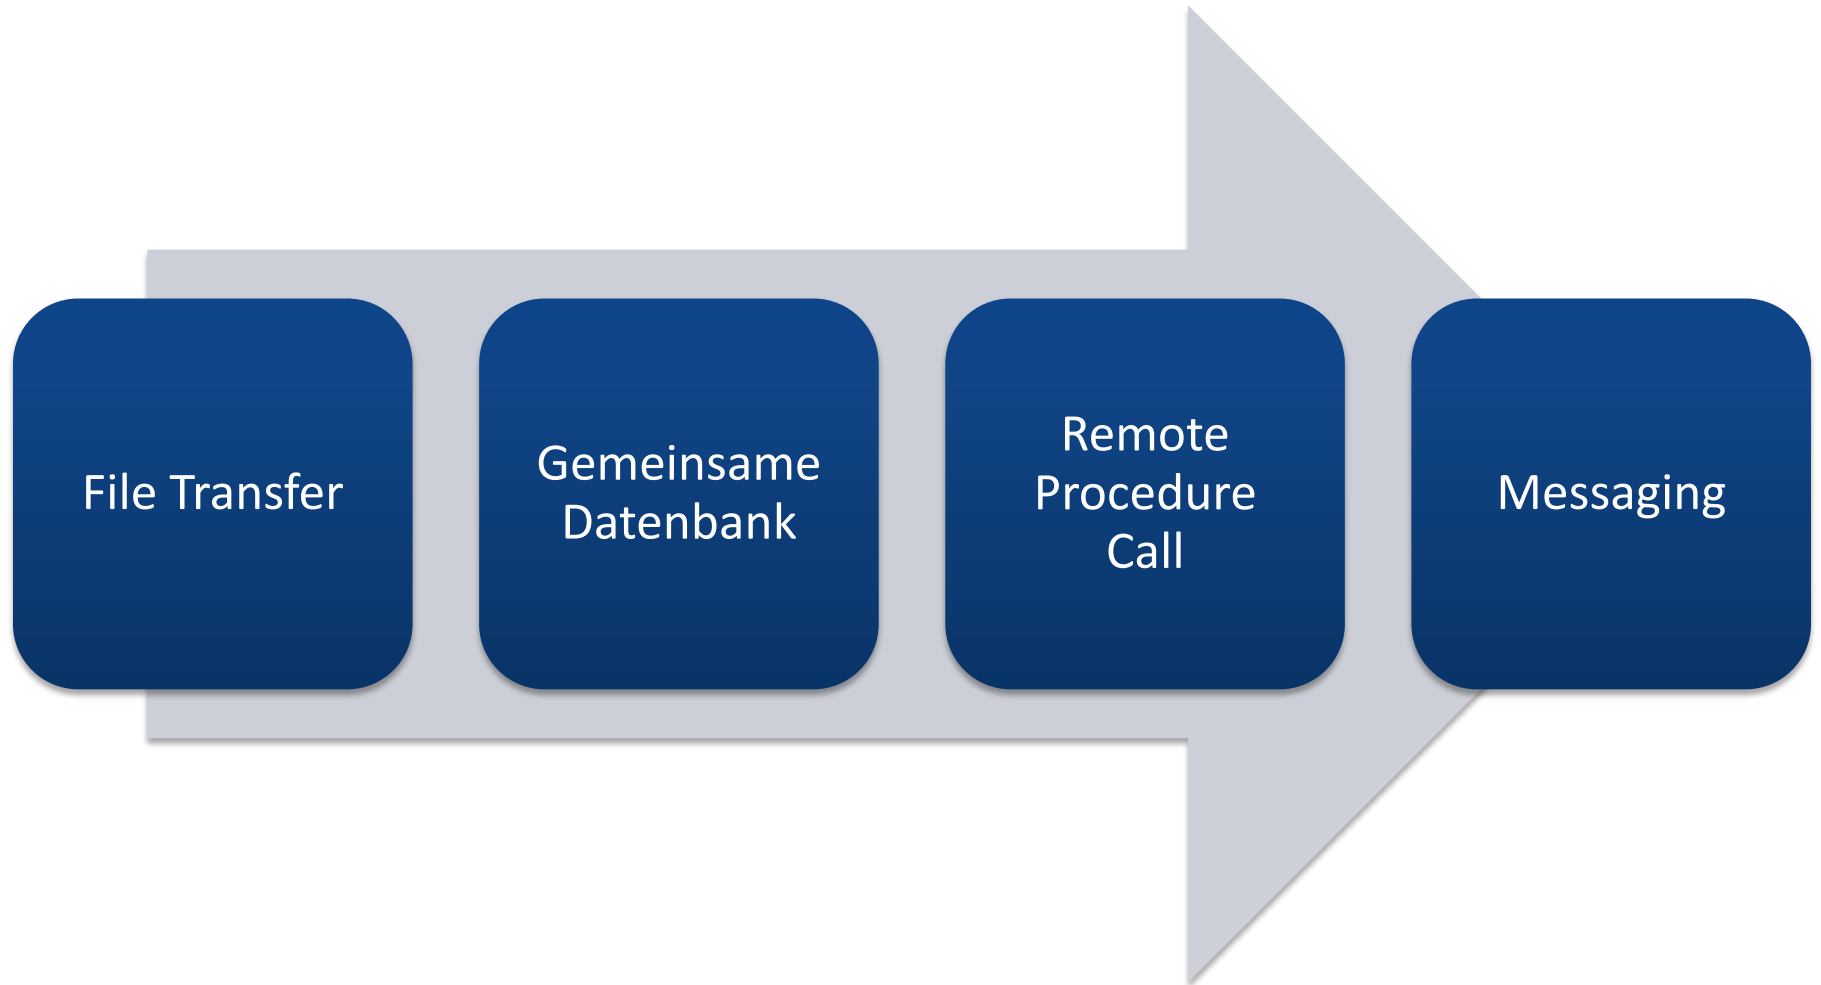 File Transfer
Gemeinsame
Datenbank
Remote
Procedure
Call
Messaging